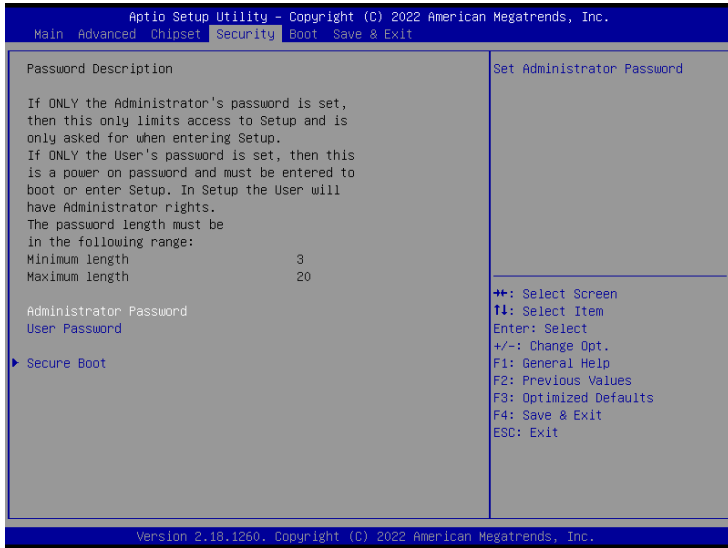 Aptio Setup Utility – Copyright (C) 2022 American Megatrends, Inc.
Main Advanced Chipset Security Boot Save & Exit
Password Description
If ONLY the Administrator's password is set,
then this only limits access to Setup and is
only asked for when entering Setup.
If ONLY the User's password is set, then this
is a power on password and must be entered to
boot or enter Setup. In Setup the User will
have Administrator rights.
The password length must be
in the following range:
Minimum length 3
Maximum length 20
Administrator Password
User Password
Secure Boot
Set Administrator Password
→←: Select Screen
↑↓: Select Item
Enter: Select
+/-: Change Opt.
F1: General Help
F2: Previous Values
F3: Optimized Defaults
F4: Save & Exit
ESC: Exit
Version 2.18.1260. Copyright (C) 2022 American Megatrends, Inc.